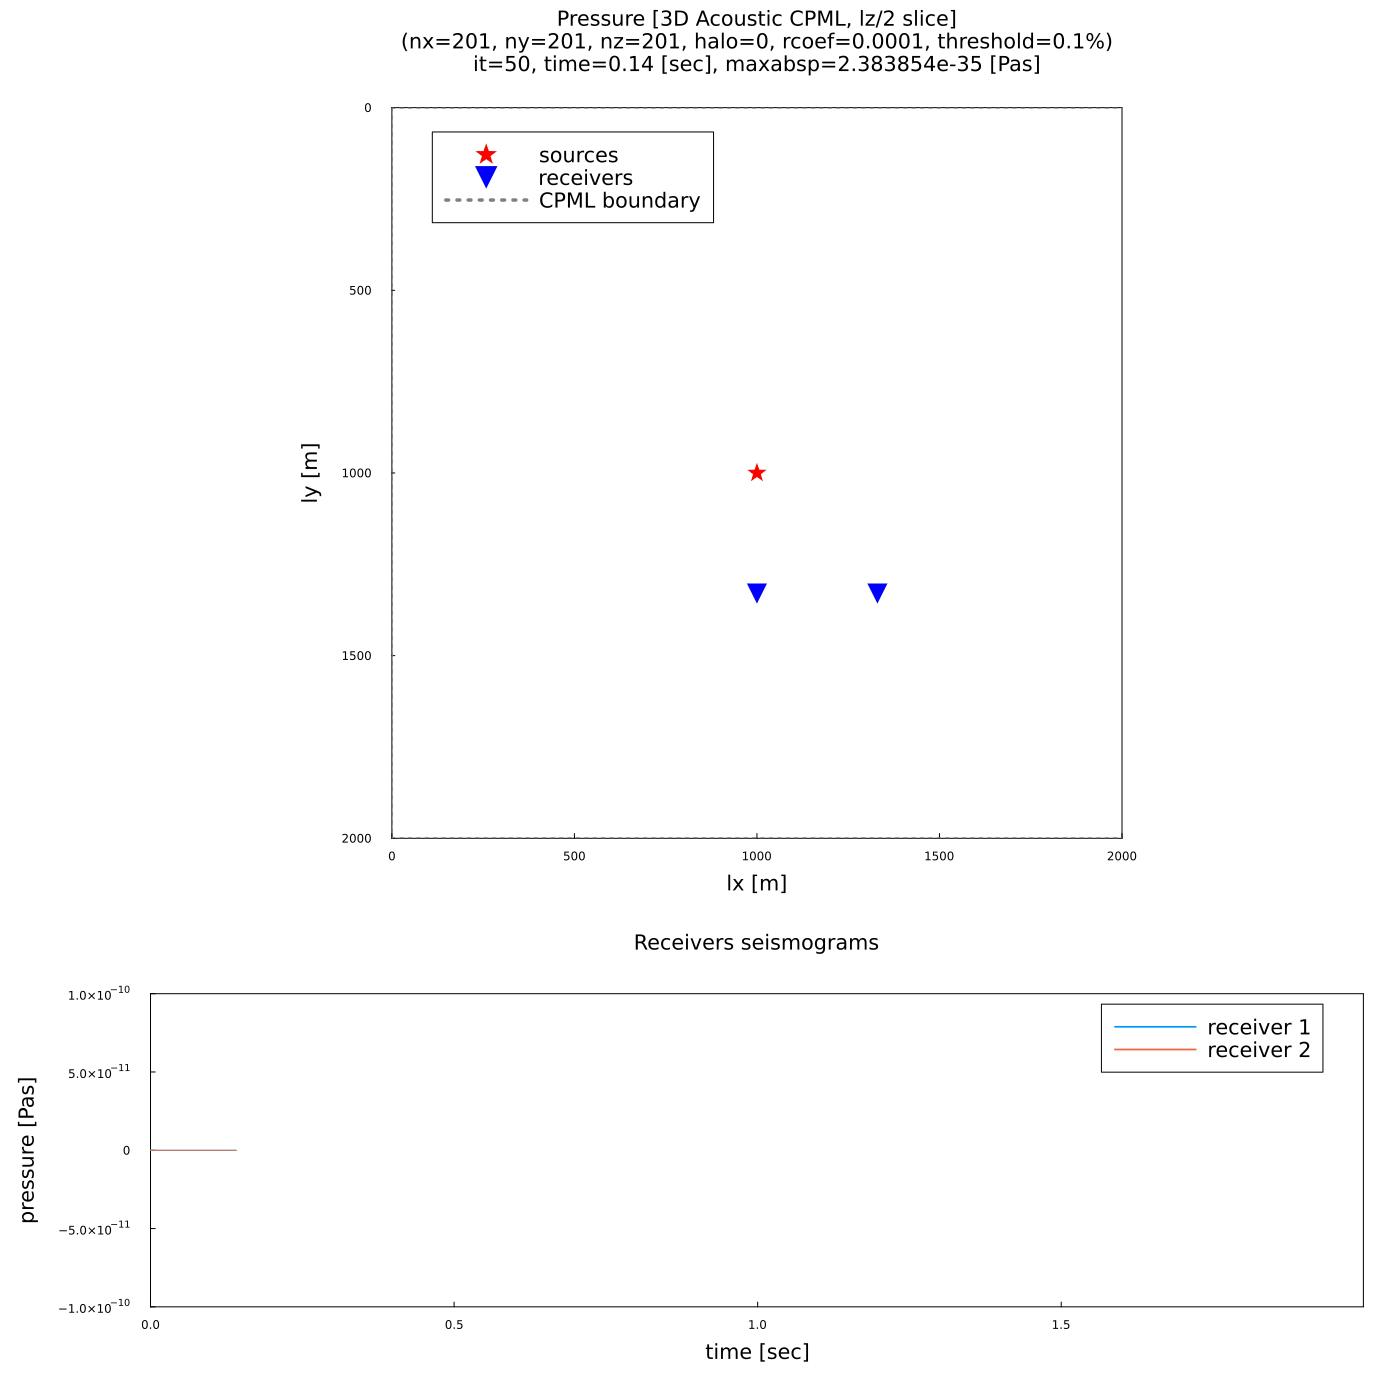 Pressure [3D Acoustic CPML, lz/2 slice]
(nx=201, ny=201, nz=201, halo=0, rcoef=0.0001, threshold=0.1%)
it=50, time=0.14 [sec], maxabsp=2.383854e-35 [Pas]
sources
receivers
CPML boundary
0
500
1000
1500
2000
ly [m]
0 500 1000 1500 2000
lx [m]
Receivers seismograms
receiver 1
receiver 2
1.0×10⁻¹⁰
5.0×10⁻¹¹
0
−5.0×10⁻¹¹
−1.0×10⁻¹⁰
pressure [Pas]
0.0 0.5 1.0 1.5
time [sec]